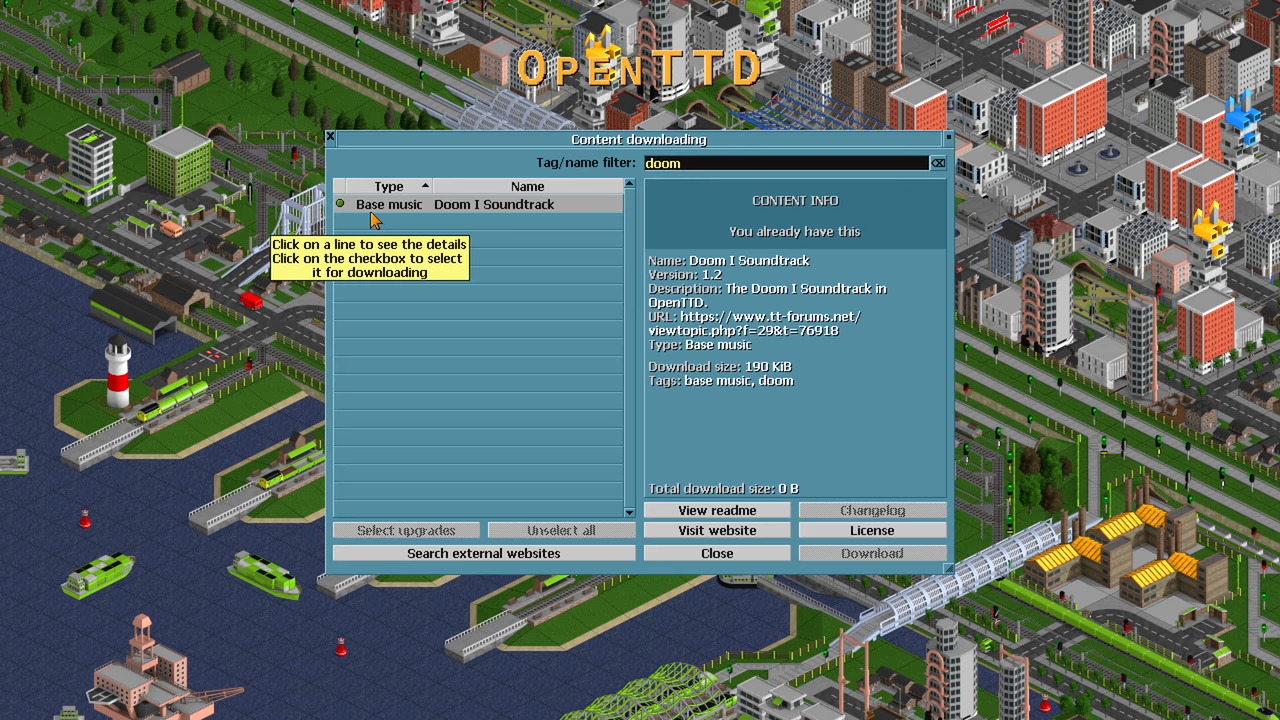 OPENTTD
Content downloading
Tag/name filter: doom
Type Name
Base music Doom I Soundtrack
Click on a line to see the details
Click on the checkbox to select
it for downloading
CONTENT INFO
You already have this
Name: Doom I Soundtrack
Version: 1.2
Description: The Doom I Soundtrack in
OpenTTD.
URL: https://www.tt-forums.net/
viewtopic.php?f=29&t=76918
Type: Base music
Download size: 190 KiB
Tags: base music, doom
Total download size: 0 B
Select upgrades Unselect all
Search external websites
View readme Changelog
Visit website License
Close Download